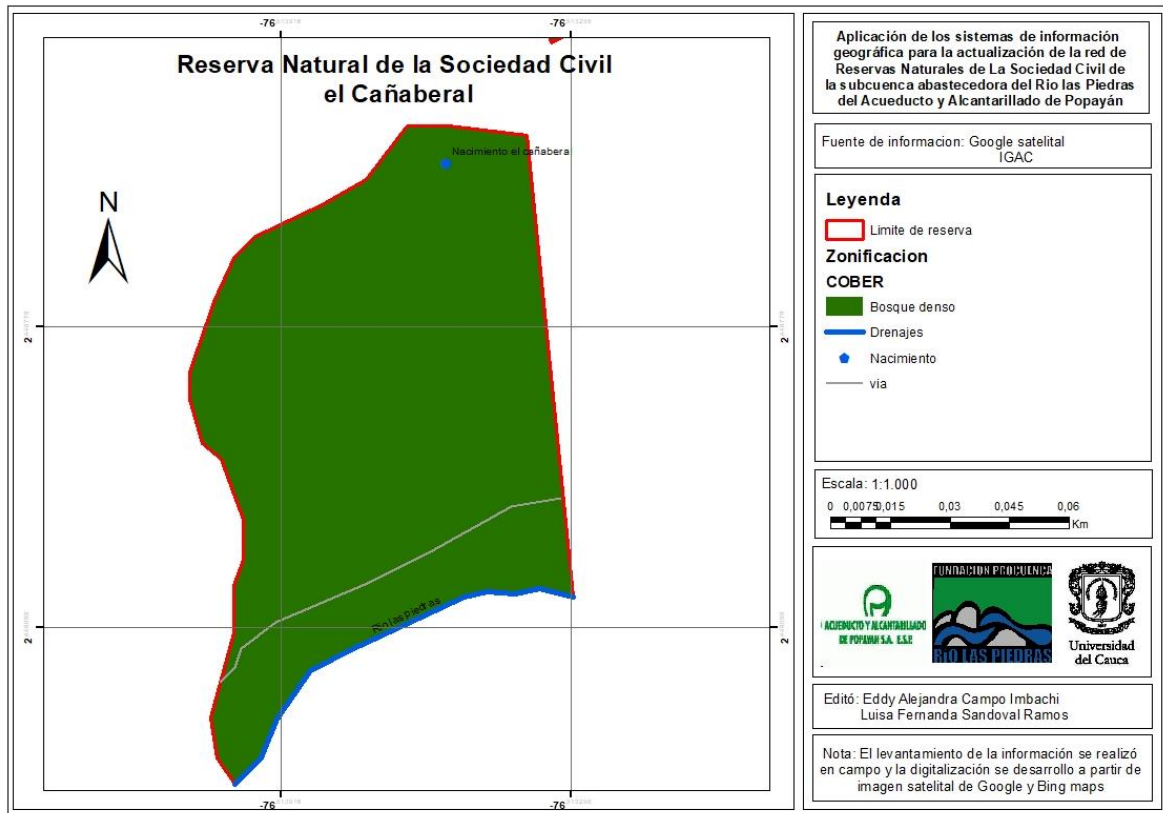 -76
-76
Reserva Natural de la Sociedad Civil
el Cañaberal
Nacimiento el cañabera
N
2
2
2
2
Río las piedras
-76
-76
Aplicación de los sistemas de información
geográfica para la actualización de la red de
Reservas Naturales de La Sociedad Civil de
la subcuenca abastecedora del Rio las Piedras
del Acueducto y Alcantarillado de Popayán
Fuente de informacion: Google satelital
IGAC
Leyenda
Limite de reserva
Zonificacion
COBER
Bosque denso
Drenajes
Nacimiento
via
Escala: 1:1.000
0 0,0075 0,015 0,03 0,045 0,06
Km
ACUEDUCTO Y ALCANTARILLADO
DE POPAYAN S.A. E.S.P.
FUNDACION PROCUENCA
RIO LAS PIEDRAS
Universidad
del Cauca
Editó: Eddy Alejandra Campo Imbachi
Luisa Fernanda Sandoval Ramos
Nota: El levantamiento de la información se realizó
en campo y la digitalización se desarrollo a partir de
imagen satelital de Google y Bing maps